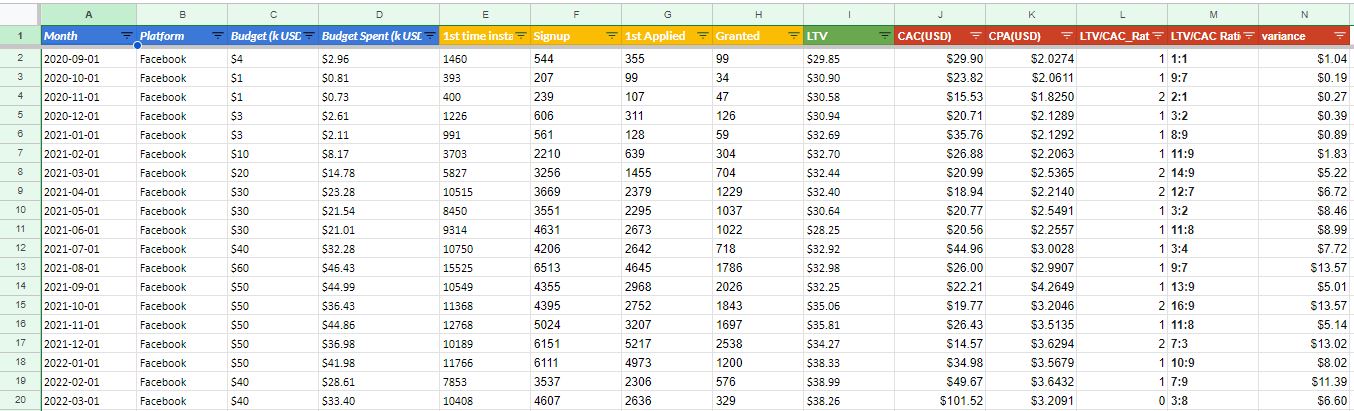 A B C D E F G H I J K L M N
1 Month Platform Budget (k USD Budget Spent (k USD 1st time insta Signup 1st Applied Granted LTV CAC(USD) CPA(USD) LTV/CAC_Rat LTV/CAC Rati variance
2 2020-09-01 Facebook $4 $2.96 1460 544 355 99 $29.85 $29.90 $2.0274 1 1:1 $1.04
3 2020-10-01 Facebook $1 $0.81 393 207 99 34 $30.90 $23.82 $2.0611 1 9:7 $0.19
4 2020-11-01 Facebook $1 $0.73 400 239 107 47 $30.58 $15.53 $1.8250 2 2:1 $0.27
5 2020-12-01 Facebook $3 $2.61 1226 606 311 126 $30.94 $20.71 $2.1289 1 3:2 $0.39
6 2021-01-01 Facebook $3 $2.11 991 561 128 59 $32.69 $35.76 $2.1292 1 8:9 $0.89
7 2021-02-01 Facebook $10 $8.17 3703 2210 639 304 $32.70 $26.88 $2.2063 1 11:9 $1.83
8 2021-03-01 Facebook $20 $14.78 5827 3256 1455 704 $32.44 $20.99 $2.5365 2 14:9 $5.22
9 2021-04-01 Facebook $30 $23.28 10515 3669 2379 1229 $32.40 $18.94 $2.2140 2 12:7 $6.72
10 2021-05-01 Facebook $30 $21.54 8450 3551 2295 1037 $30.64 $20.77 $2.5491 1 3:2 $8.46
11 2021-06-01 Facebook $30 $21.01 9314 4631 2673 1022 $28.25 $20.56 $2.2557 1 11:8 $8.99
12 2021-07-01 Facebook $40 $32.28 10750 4206 2642 718 $32.92 $44.96 $3.0028 1 3:4 $7.72
13 2021-08-01 Facebook $60 $46.43 15525 6513 4645 1786 $32.98 $26.00 $2.9907 1 9:7 $13.57
14 2021-09-01 Facebook $50 $44.99 10549 4355 2968 2026 $32.25 $22.21 $4.2649 1 13:9 $5.01
15 2021-10-01 Facebook $50 $36.43 11368 4395 2752 1843 $35.06 $19.77 $3.2046 2 16:9 $13.57
16 2021-11-01 Facebook $50 $44.86 12768 5024 3207 1697 $35.81 $26.43 $3.5135 1 11:8 $5.14
17 2021-12-01 Facebook $50 $36.98 10189 6151 5217 2538 $34.27 $14.57 $3.6294 2 7:3 $13.02
18 2022-01-01 Facebook $50 $41.98 11766 6111 4973 1200 $38.33 $34.98 $3.5679 1 10:9 $8.02
19 2022-02-01 Facebook $40 $28.61 7853 3537 2306 576 $38.99 $49.67 $3.6432 1 7:9 $11.39
20 2022-03-01 Facebook $40 $33.40 10408 4607 2636 329 $38.26 $101.52 $3.2091 0 3:8 $6.60